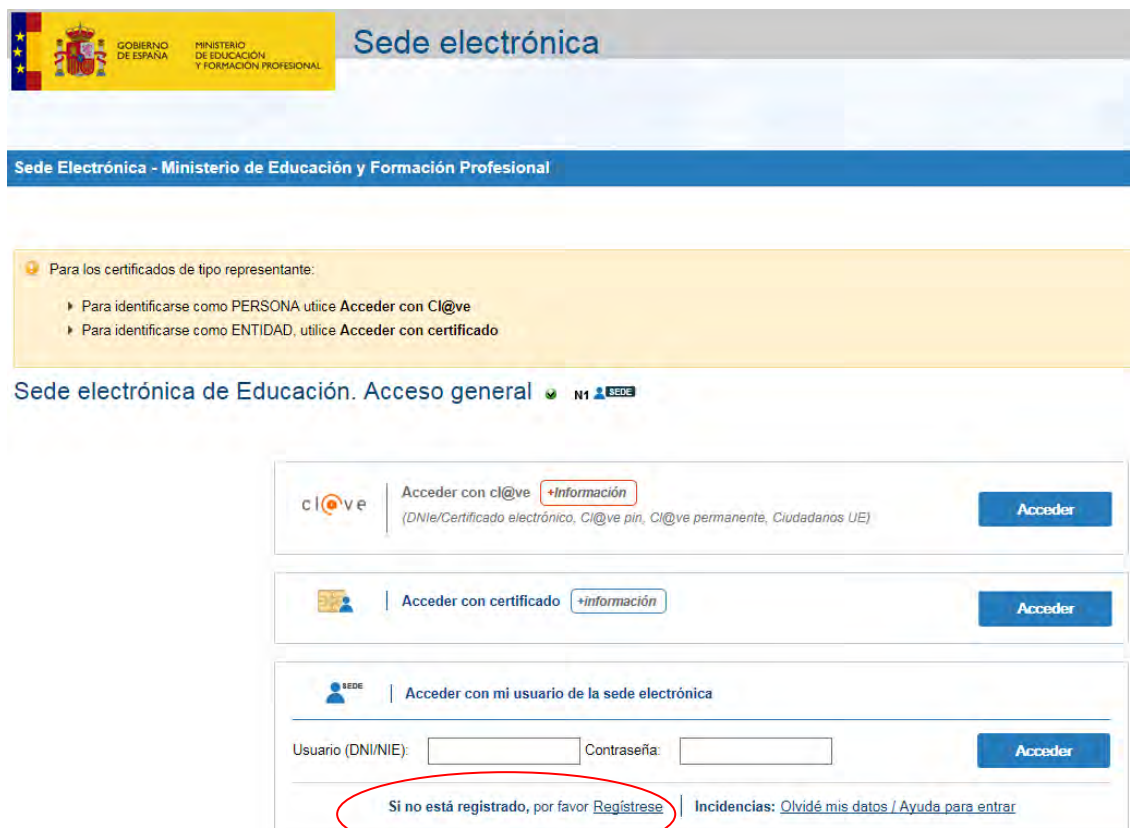 GOBIERNO DE ESPAÑA
MINISTERIO DE EDUCACIÓN Y FORMACIÓN PROFESIONAL
Sede electrónica
Sede Electrónica - Ministerio de Educación y Formación Profesional
Para los certificados de tipo representante:
Para identificarse como PERSONA utiice Acceder con Cl@ve
Para identificarse como ENTIDAD, utilice Acceder con certificado
Sede electrónica de Educación. Acceso general N1 SEDE
cl@ve
Acceder con cl@ve +Información
(DNIe/Certificado electrónico, Cl@ve pin, Cl@ve permanente, Ciudadanos UE)
Acceder
Acceder con certificado +información
Acceder
SEDE
Acceder con mi usuario de la sede electrónica
Usuario (DNI/NIE): Contraseña: Acceder
Si no está registrado, por favor Regístrese Incidencias: Olvidé mis datos / Ayuda para entrar